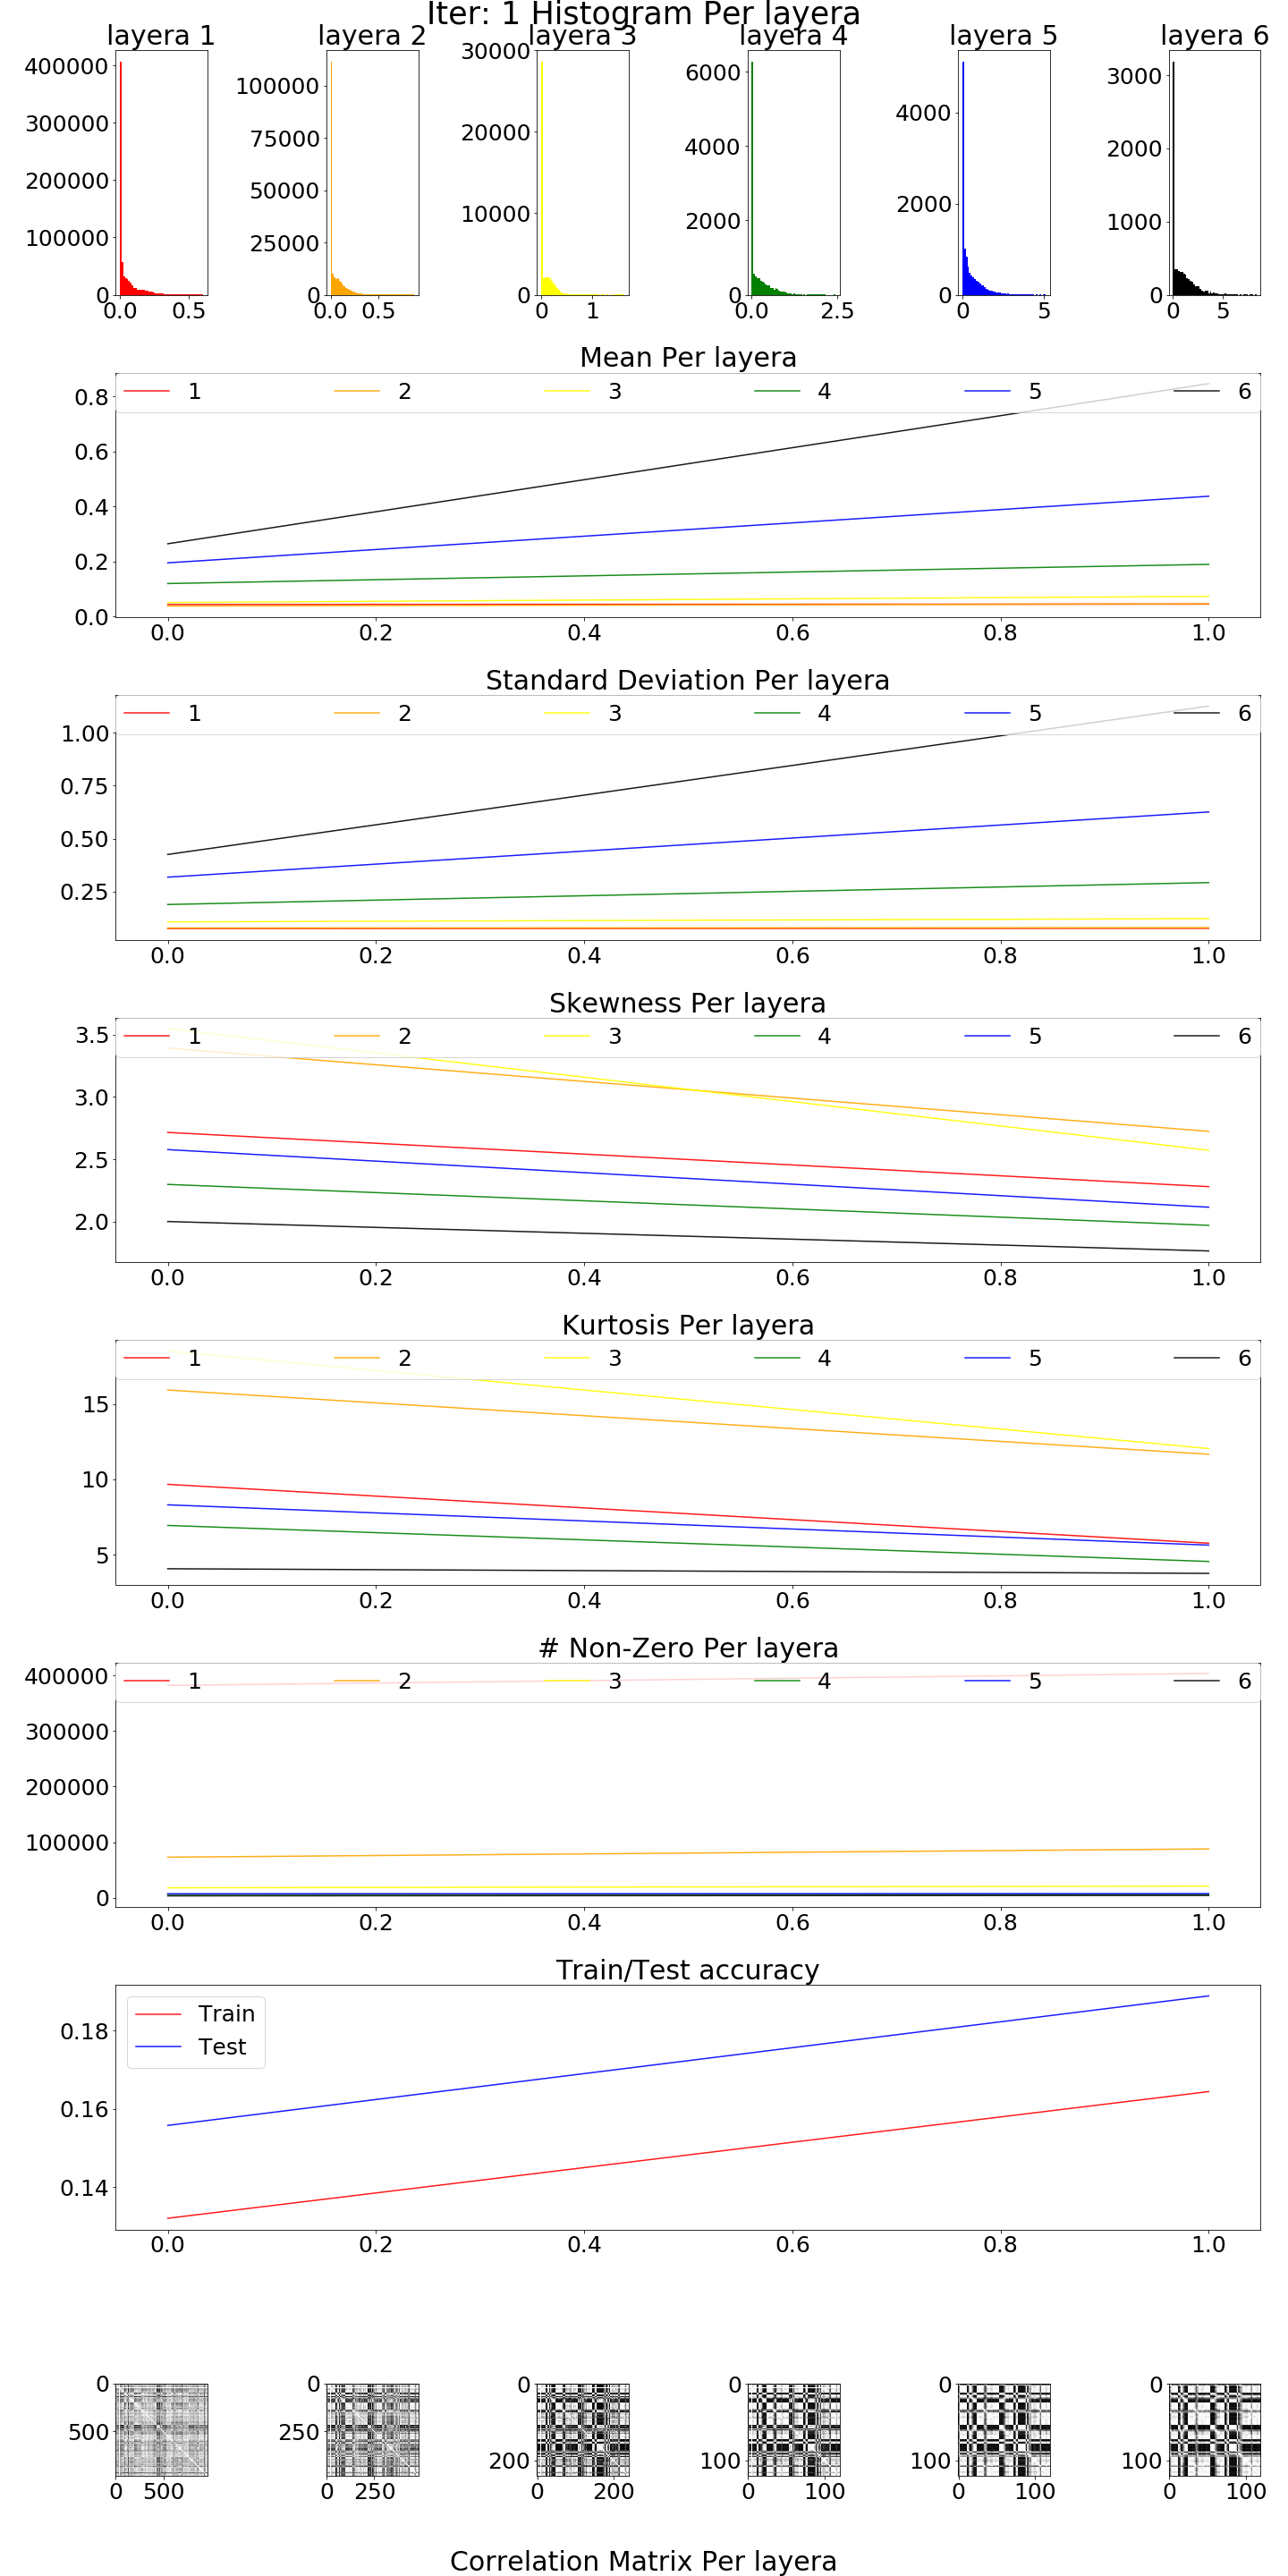 Iter: 1 Histogram Per layera
layera 1 layera 2 layera 3 layera 4 layera 5 layera 6
400000 300000 200000 100000 0
0.0 0.5
100000 75000 50000 25000 0
0.0 0.5
30000 20000 10000 0
0 1
6000 4000 2000 0
0.0 2.5
4000 2000 0
0 5
3000 2000 1000 0
0 5
Mean Per layera
1 2 3 4 5 6
0.8
0.6
0.4
0.2
0.0
0.0 0.2 0.4 0.6 0.8 1.0
Standard Deviation Per layera
1 2 3 4 5 6
1.00
0.75
0.50
0.25
0.0 0.2 0.4 0.6 0.8 1.0
Skewness Per layera
3.5 1 2 3 4 5 6
3.0
2.5
2.0
0.0 0.2 0.4 0.6 0.8 1.0
Kurtosis Per layera
1 2 3 4 5 6
15
10
5
0.0 0.2 0.4 0.6 0.8 1.0
# Non-Zero Per layera
400000 1 2 3 4 5 6
300000
200000
100000
0
0.0 0.2 0.4 0.6 0.8 1.0
Train/Test accuracy
Train
Test
0.18
0.16
0.14
0.0 0.2 0.4 0.6 0.8 1.0
0 0 0 0 0 0
500 250 200 100 100 100
0 500 0 250 0 200 0 100 0 100 0 100
Correlation Matrix Per layera